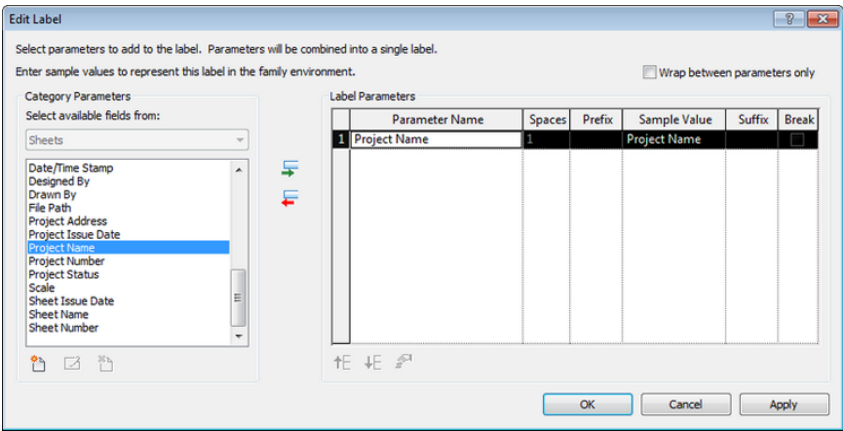 Edit Label
Select parameters to add to the label. Parameters will be combined into a single label.
Enter sample values to represent this label in the family environment.
Wrap between parameters only
Category Parameters
Select available fields from:
Sheets
Date/Time Stamp
Designed By
Drawn By
File Path
Project Address
Project Issue Date
Project Name
Project Number
Project Status
Scale
Sheet Issue Date
Sheet Name
Sheet Number
Label Parameters
Parameter Name Spaces Prefix Sample Value Suffix Break
1 Project Name 1 Project Name
OK Cancel Apply